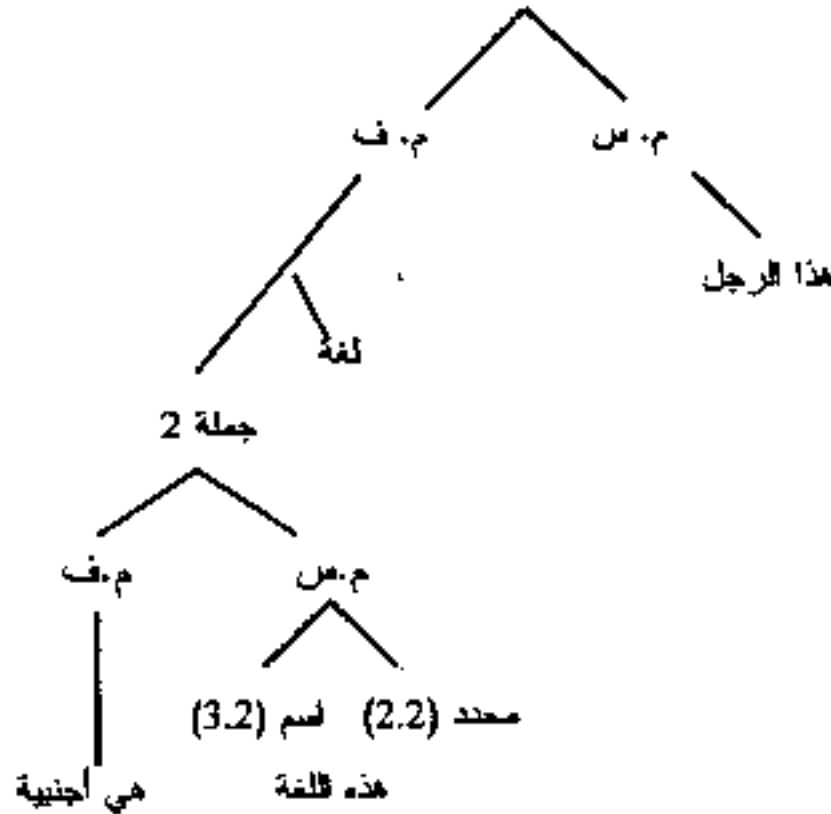 م. س م. ف
هذا الرجل
لغة
جملة 2
م.س م.ف
محدد (2.2) اسم (3.2)
هذه اللغة هي أجنبية